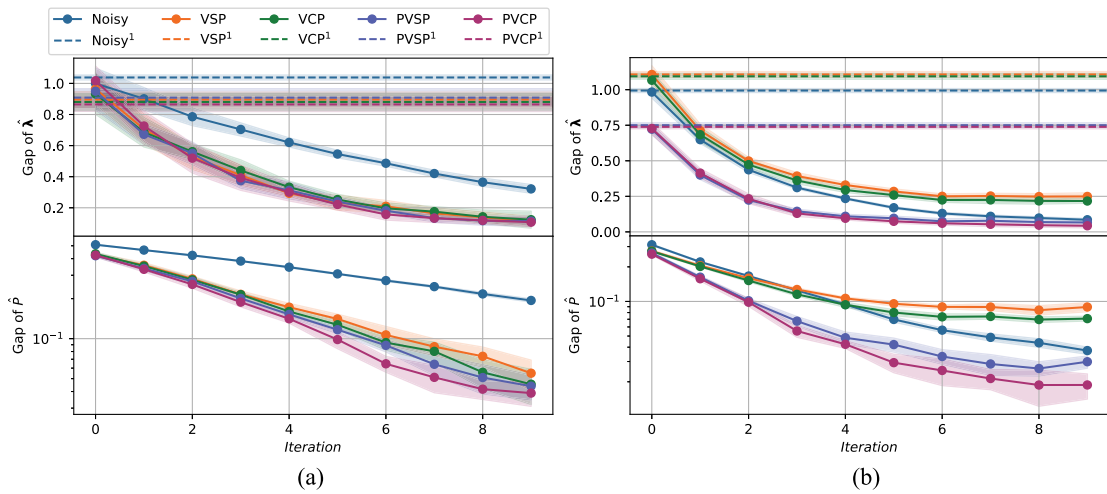 Noisy VSP VCP PVSP PVCP
Noisy¹ VSP¹ VCP¹ PVSP¹ PVCP¹
Gap of λ̂
1.0
0.8
0.6
0.4
0.2
Gap of P̂
10⁻¹
0 2 4 6 8
Iteration
(a)
Gap of λ̂
1.00
0.75
0.50
0.25
0.00
Gap of P̂
10⁻¹
0 2 4 6 8
Iteration
(b)